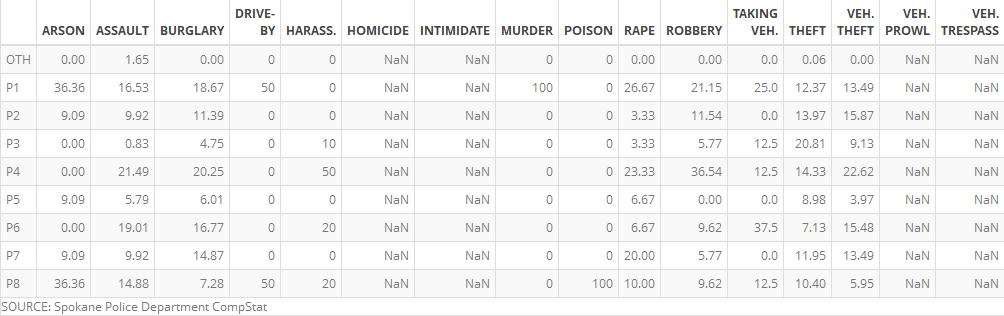 ARSON ASSAULT BURGLARY DRIVE-BY HARASS. HOMICIDE INTIMIDATE MURDER POISON RAPE ROBBERY TAKING VEH. THEFT VEH. THEFT VEH. PROWL VEH. TRESPASS
OTH 0.00 1.65 0.00 0 0 NaN NaN 0 0 0.00 0.00 0.0 0.06 0.00 NaN NaN
P1 36.36 16.53 18.67 50 0 NaN NaN 100 0 26.67 21.15 25.0 12.37 13.49 NaN NaN
P2 9.09 9.92 11.39 0 0 NaN NaN 0 0 3.33 11.54 0.0 13.97 15.87 NaN NaN
P3 0.00 0.83 4.75 0 10 NaN NaN 0 0 3.33 5.77 12.5 20.81 9.13 NaN NaN
P4 0.00 21.49 20.25 0 50 NaN NaN 0 0 23.33 36.54 12.5 14.33 22.62 NaN NaN
P5 9.09 5.79 6.01 0 0 NaN NaN 0 0 6.67 0.00 0.0 8.98 3.97 NaN NaN
P6 0.00 19.01 16.77 0 20 NaN NaN 0 0 6.67 9.62 37.5 7.13 15.48 NaN NaN
P7 9.09 9.92 14.87 0 0 NaN NaN 0 0 20.00 5.77 0.0 11.95 13.49 NaN NaN
P8 36.36 14.88 7.28 50 20 NaN NaN 0 100 10.00 9.62 12.5 10.40 5.95 NaN NaN
SOURCE: Spokane Police Department CompStat